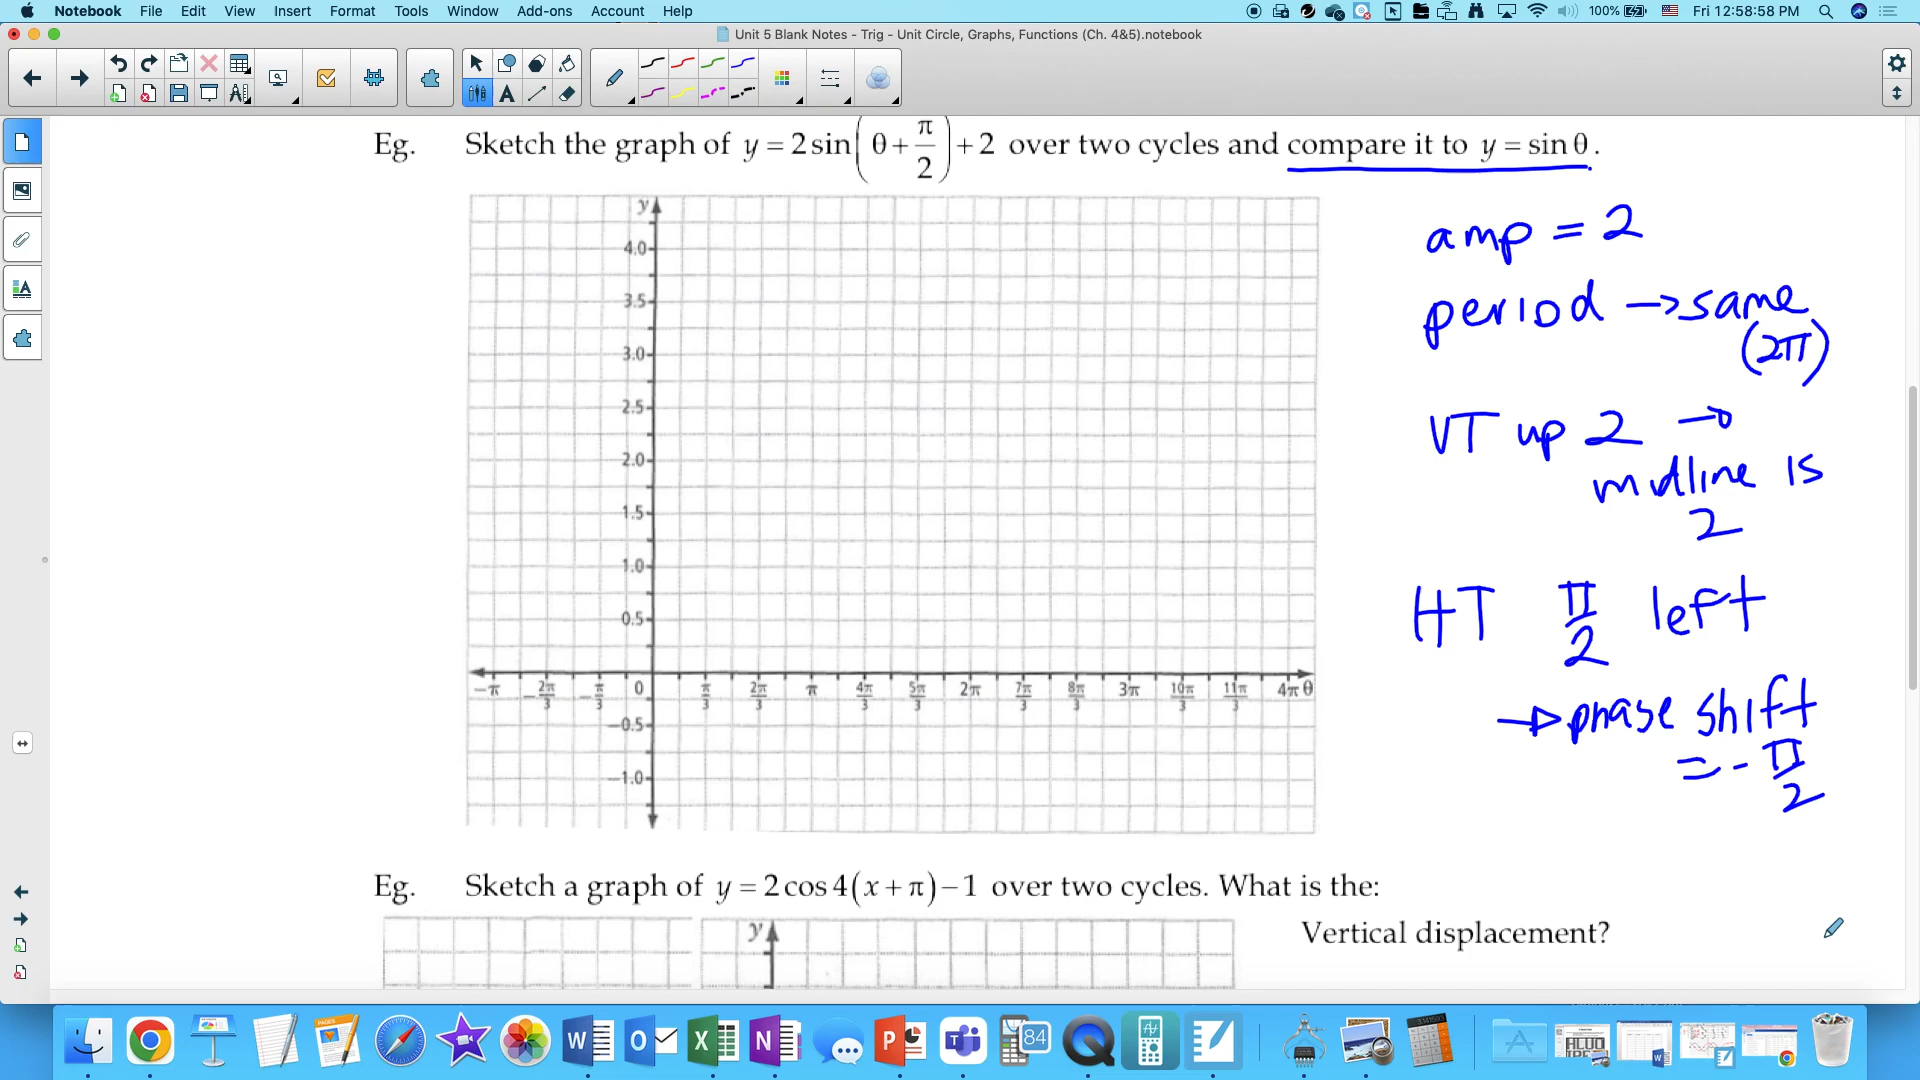 Notebook File Edit View Insert Format Tools Window Add-ons Account Help 100% Fri 12:58:58 PM
Unit 5 Blank Notes - Trig - Unit Circle, Graphs, Functions (Ch. 4&5).notebook
Eg. Sketch the graph of y = 2 sin(θ + π/2) + 2 over two cycles and compare it to y = sin θ.
amp = 2
period → same
(2π)
VT up 2 →
midline is
2
HT π/2 left
→ phase shift
= - π/2
y
4.0
3.5
3.0
2.5
2.0
1.5
1.0
0.5
-π -2π/3 -π/3 0 π/3 2π/3 π 4π/3 5π/3 2π 7π/3 8π/3 3π 10π/3 11π/3 4π θ
-0.5
-1.0
Eg. Sketch a graph of y = 2 cos 4(x + π) − 1 over two cycles. What is the:
y
Vertical displacement?
84